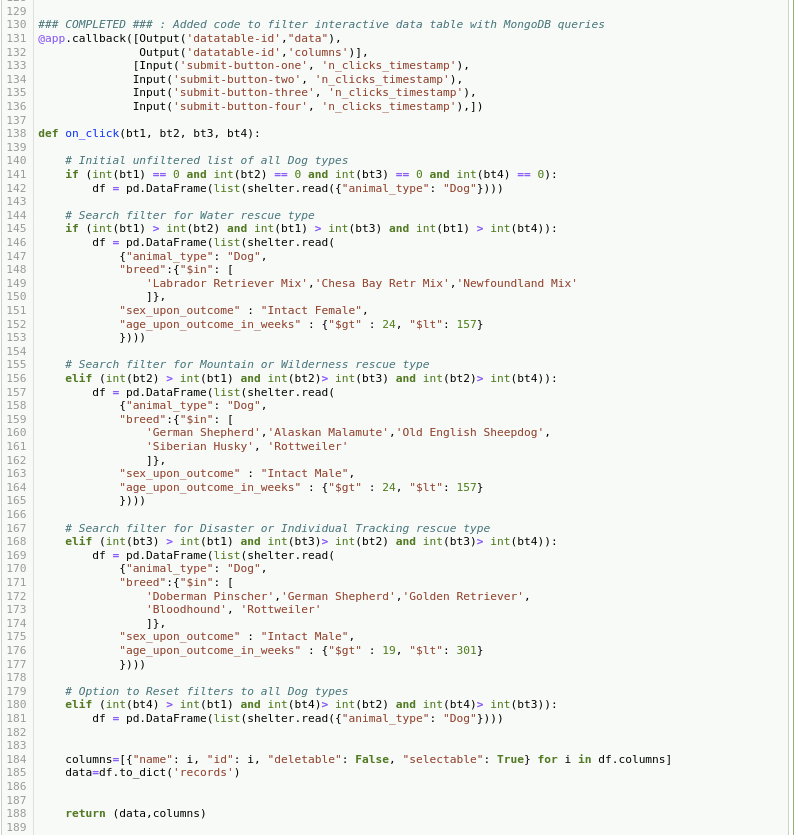 129
130 ### COMPLETED ### : Added code to filter interactive data table with MongoDB queries
131 @app.callback([Output('datatable-id',"data"),
132                Output('datatable-id','columns')],
133               [Input('submit-button-one', 'n_clicks_timestamp'),
134               Input('submit-button-two', 'n_clicks_timestamp'),
135               Input('submit-button-three', 'n_clicks_timestamp'),
136               Input('submit-button-four', 'n_clicks_timestamp'),])
137
138 def on_click(bt1, bt2, bt3, bt4):
139
140     # Initial unfiltered list of all Dog types
141     if (int(bt1) == 0 and int(bt2) == 0 and int(bt3) == 0 and int(bt4) == 0):
142         df = pd.DataFrame(list(shelter.read({"animal_type": "Dog"})))
143
144     # Search filter for Water rescue type
145     if (int(bt1) > int(bt2) and int(bt1) > int(bt3) and int(bt1) > int(bt4)):
146         df = pd.DataFrame(list(shelter.read(
147             {"animal_type": "Dog",
148             "breed":{"$in": [
149                 'Labrador Retriever Mix','Chesa Bay Retr Mix','Newfoundland Mix'
150                 ]},
151             "sex_upon_outcome" : "Intact Female",
152             "age_upon_outcome_in_weeks" : {"$gt" : 24, "$lt": 157}
153             })))
154
155     # Search filter for Mountain or Wilderness rescue type
156     elif (int(bt2) > int(bt1) and int(bt2)> int(bt3) and int(bt2)> int(bt4)):
157         df = pd.DataFrame(list(shelter.read(
158             {"animal_type": "Dog",
159             "breed":{"$in": [
160                 'German Shepherd','Alaskan Malamute','Old English Sheepdog',
161                 'Siberian Husky', 'Rottweiler'
162                 ]},
163             "sex_upon_outcome" : "Intact Male",
164             "age_upon_outcome_in_weeks" : {"$gt" : 24, "$lt": 157}
165             })))
166
167     # Search filter for Disaster or Individual Tracking rescue type
168     elif (int(bt3) > int(bt1) and int(bt3)> int(bt2) and int(bt3)> int(bt4)):
169         df = pd.DataFrame(list(shelter.read(
170             {"animal_type": "Dog",
171             "breed":{"$in": [
172                 'Doberman Pinscher','German Shepherd','Golden Retriever',
173                 'Bloodhound', 'Rottweiler'
174                 ]},
175             "sex_upon_outcome" : "Intact Male",
176             "age_upon_outcome_in_weeks" : {"$gt" : 19, "$lt": 301}
177             })))
178
179     # Option to Reset filters to all Dog types
180     elif (int(bt4) > int(bt1) and int(bt4)> int(bt2) and int(bt4)> int(bt3)):
181         df = pd.DataFrame(list(shelter.read({"animal_type": "Dog"})))
182
183
184     columns=[{"name": i, "id": i, "deletable": False, "selectable": True} for i in df.columns]
185     data=df.to_dict('records')
186
187
188     return (data,columns)
189